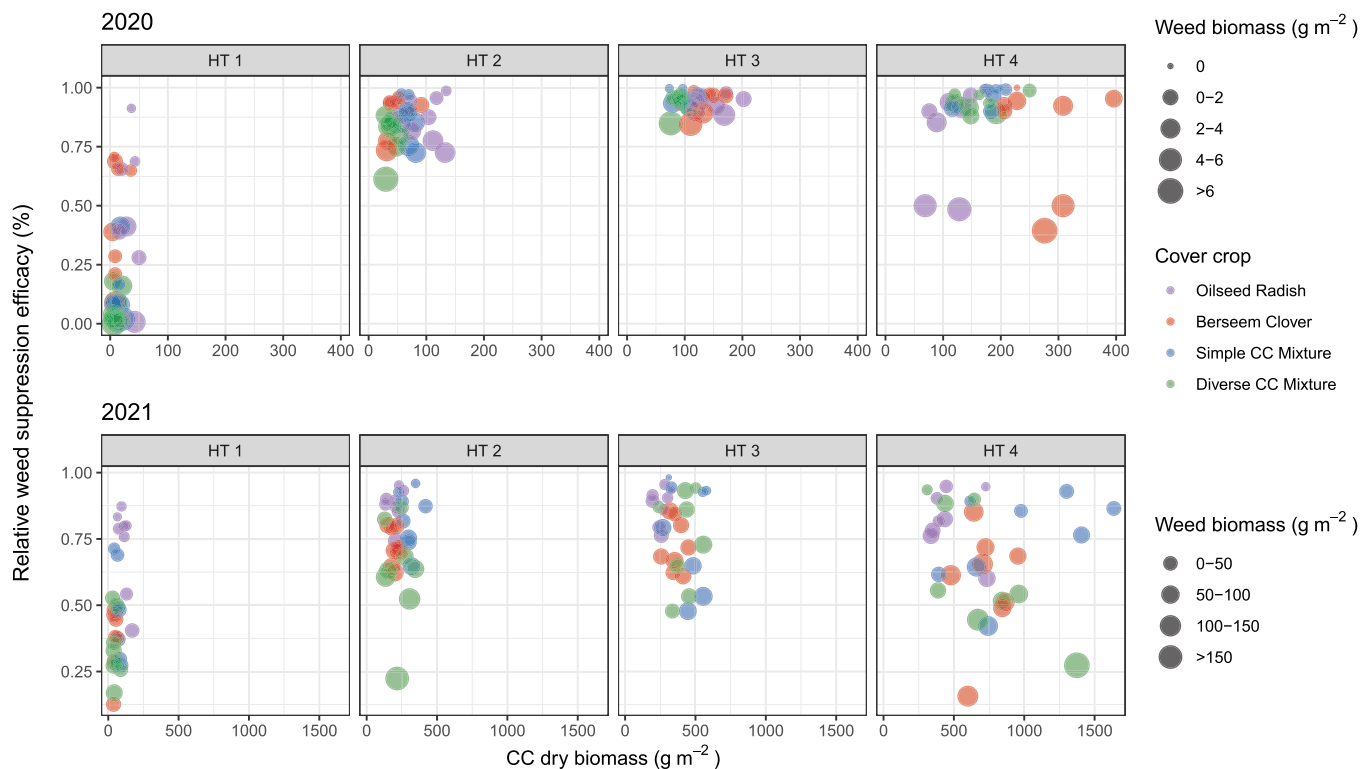 2020
HT 1 HT 2 HT 3 HT 4
1.00
0.75
0.50
0.25
0.00
0 100 200 300 400 0 100 200 300 400 0 100 200 300 400 0 100 200 300 400
Relative weed suppression efficacy (%)
2021
HT 1 HT 2 HT 3 HT 4
1.00
0.75
0.50
0.25
0 500 1000 1500 0 500 1000 1500 0 500 1000 1500 0 500 1000 1500
CC dry biomass (g m⁻²)
Weed biomass (g m⁻²)
0
0−2
2−4
4−6
>6
Cover crop
Oilseed Radish
Berseem Clover
Simple CC Mixture
Diverse CC Mixture
Weed biomass (g m⁻²)
0−50
50−100
100−150
>150